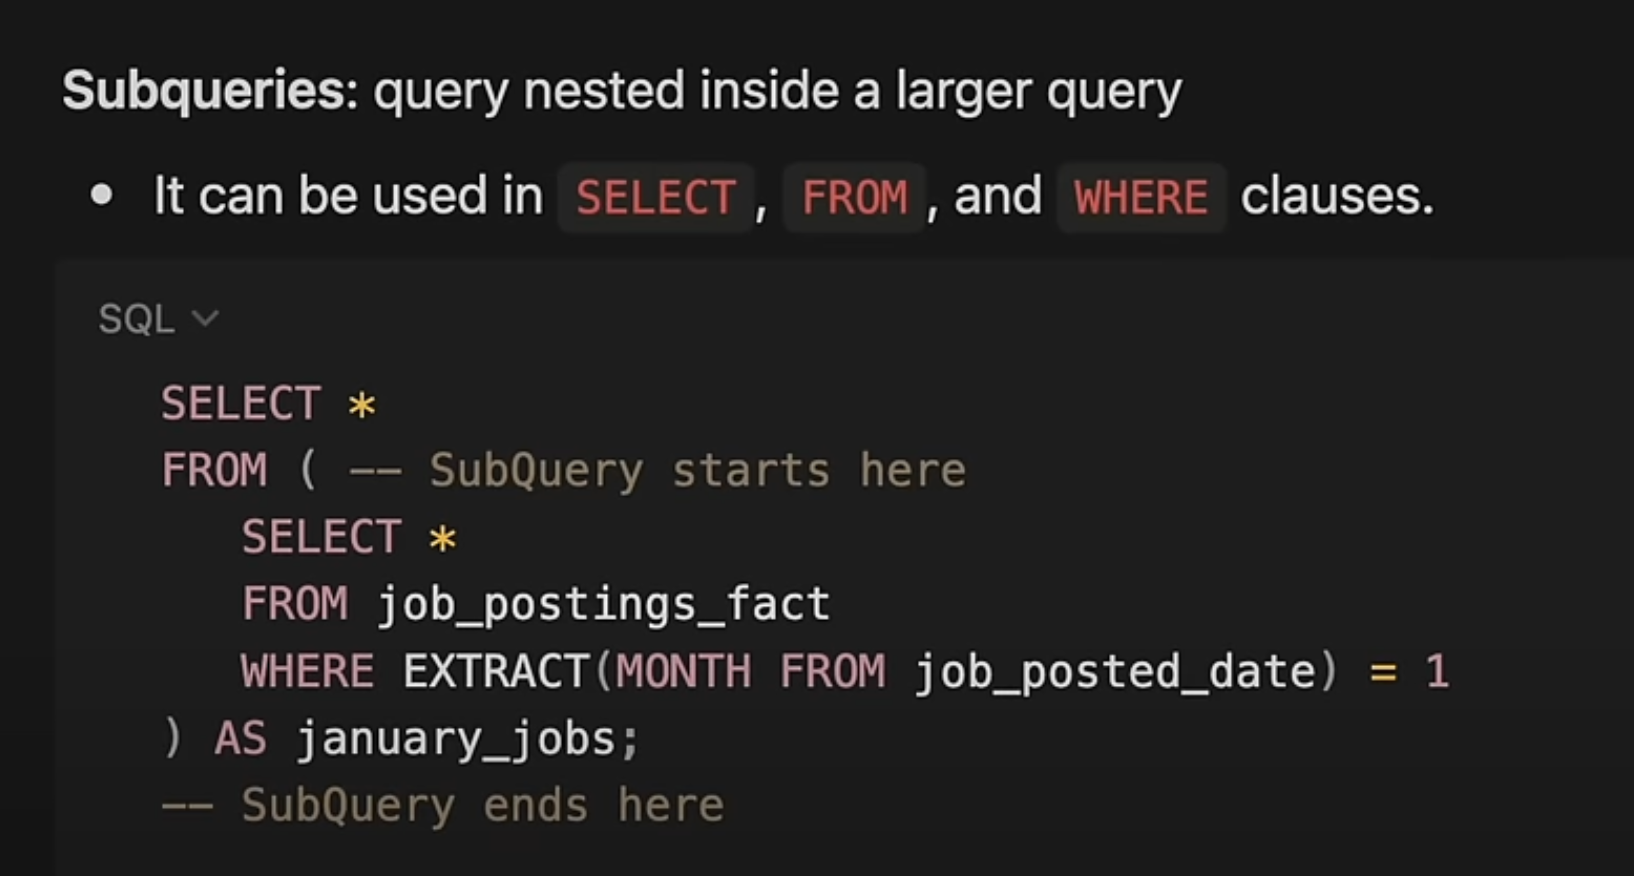 Subqueries: query nested inside a larger query
• It can be used in SELECT, FROM, and WHERE clauses.
SQL
SELECT *
FROM ( -- SubQuery starts here
SELECT *
FROM job_postings_fact
WHERE EXTRACT(MONTH FROM job_posted_date) = 1
) AS january_jobs;
-- SubQuery ends here